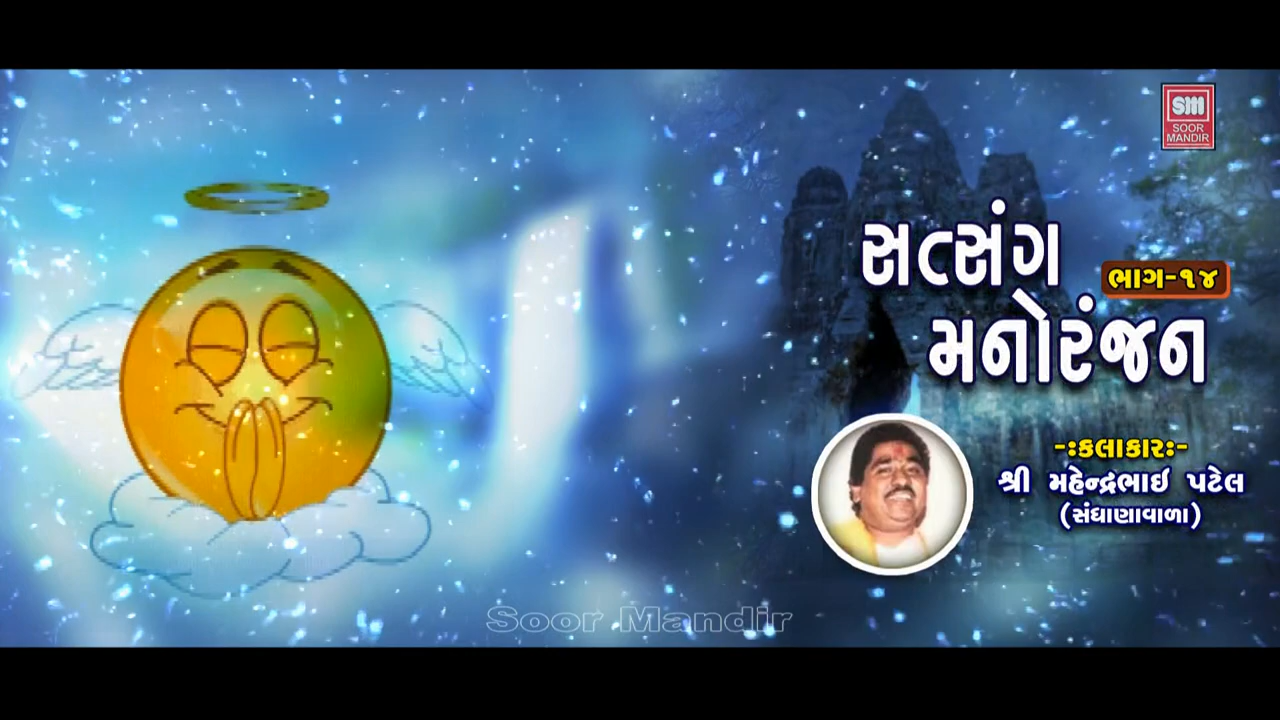 SM
SOOR
MANDIR
સત્સંગ
ભાગ-૧૪
મનોરંજન
-:કલાકાર:-
શ્રી મહેન્દ્રભાઇ પટેલ
(સંધાણાવાળા)
Soor Mandir